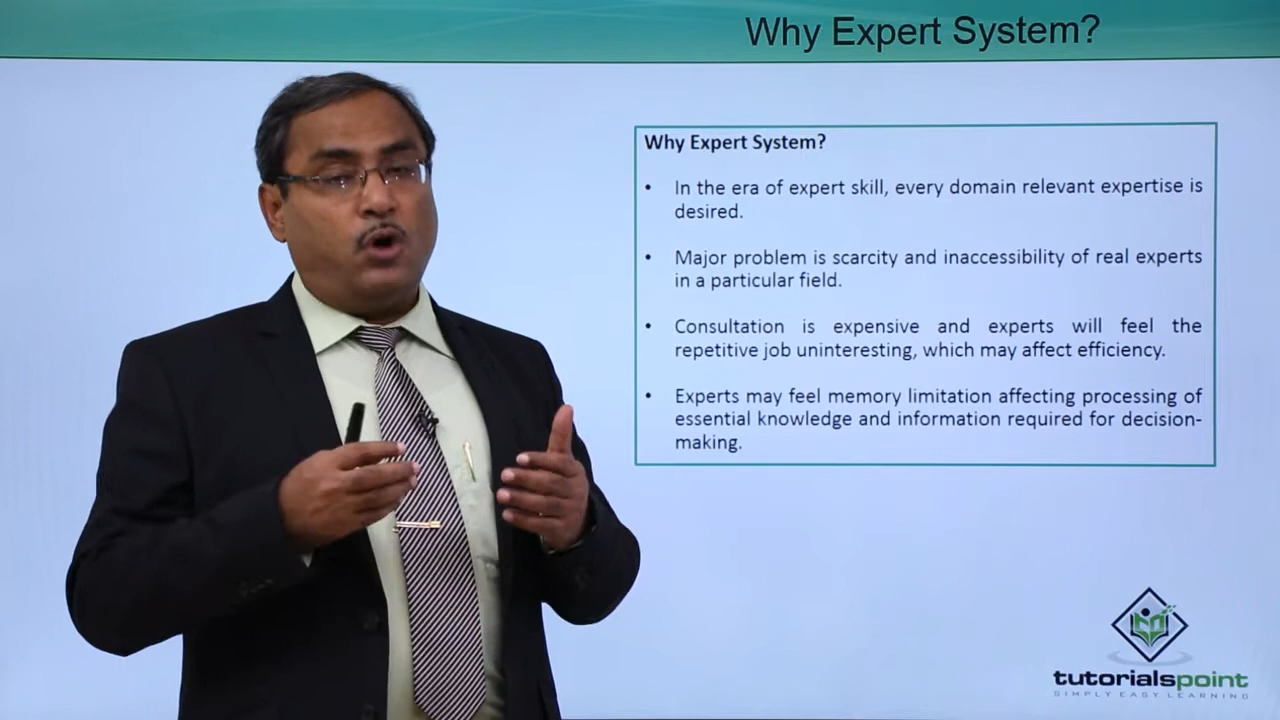 Why Expert System?
Why Expert System?
• In the era of expert skill, every domain relevant expertise is
desired.
• Major problem is scarcity and inaccessibility of real experts
in a particular field.
• Consultation is expensive and experts will feel the
repetitive job uninteresting, which may affect efficiency.
• Experts may feel memory limitation affecting processing of
essential knowledge and information required for decision-
making.
tutorialspoint
SIMPLY EASY LEARNING